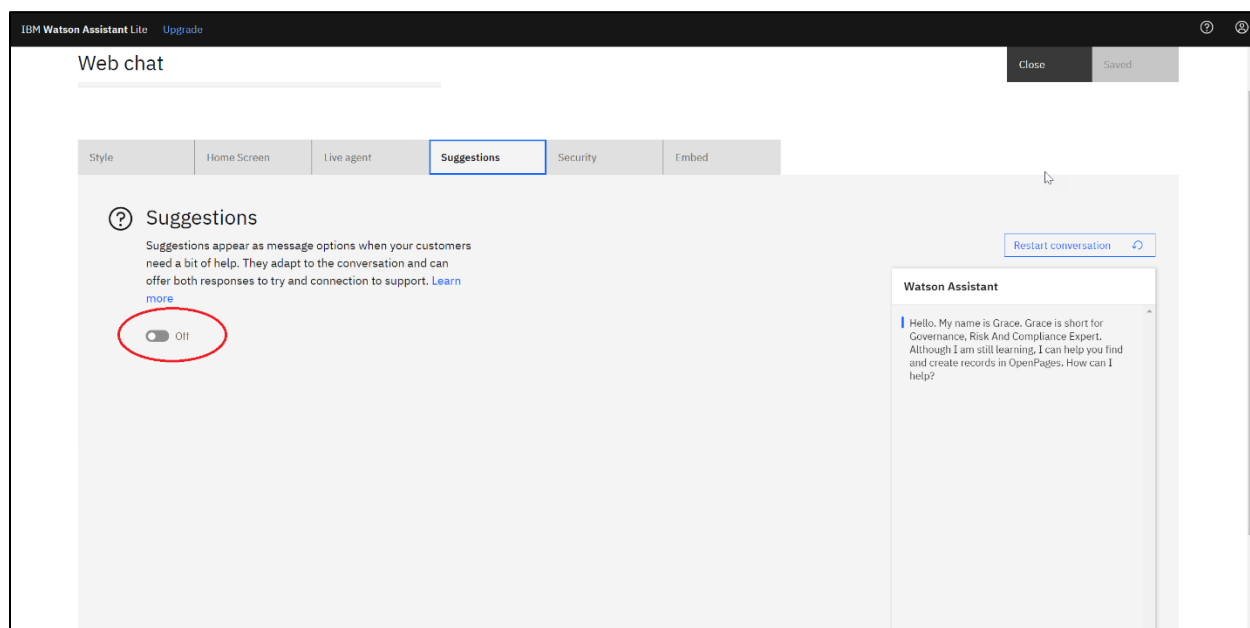 IBM Watson Assistant Lite Upgrade
Web chat
Close Saved
Style Home Screen Live agent Suggestions Security Embed
Suggestions
Suggestions appear as message options when your customers
need a bit of help. They adapt to the conversation and can
offer both responses to try and connection to support. Learn
more
Off
Restart conversation
Watson Assistant
Hello. My name is Grace. Grace is short for
Governance, Risk And Compliance Expert.
Although I am still learning, I can help you find
and create records in OpenPages. How can I
help?